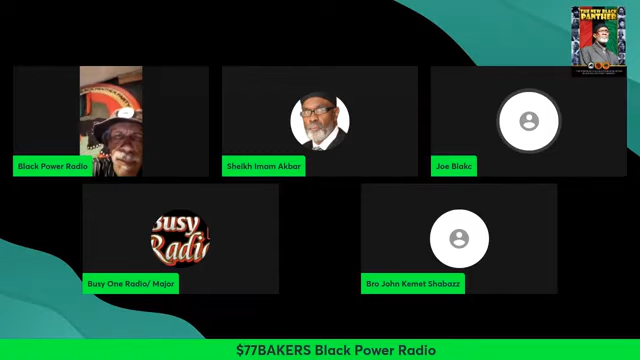 THE NEW BLACK
PANTHER
Black Power Radio
Sheikh Imam Akbar
Joe Blakc
Busy
Radio
Busy One Radio/ Major
Bro John Kemet Shabazz
$77BAKERS Black Power Radio